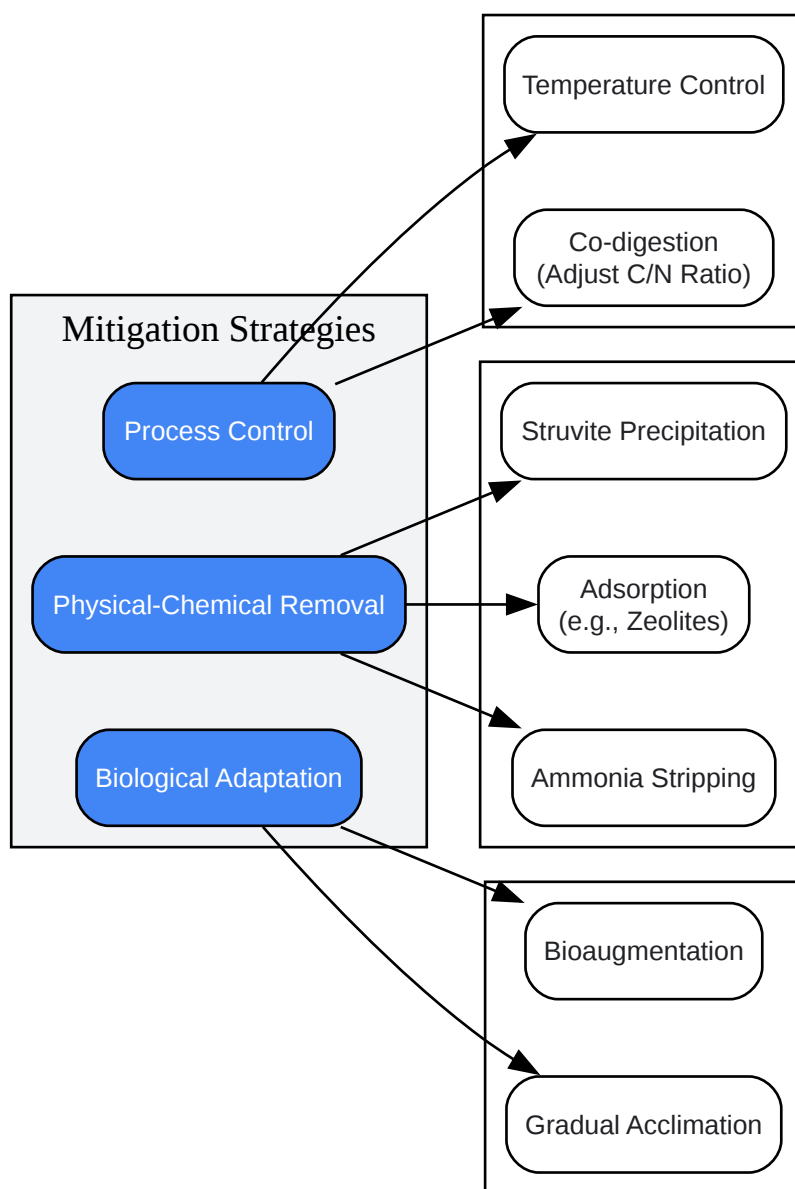 Temperature Control
Co-digestion
(Adjust C/N Ratio)
Mitigation Strategies
Process Control
Struvite Precipitation
Physical-Chemical Removal
Adsorption
(e.g., Zeolites)
Biological Adaptation
Ammonia Stripping
Bioaugmentation
Gradual Acclimation